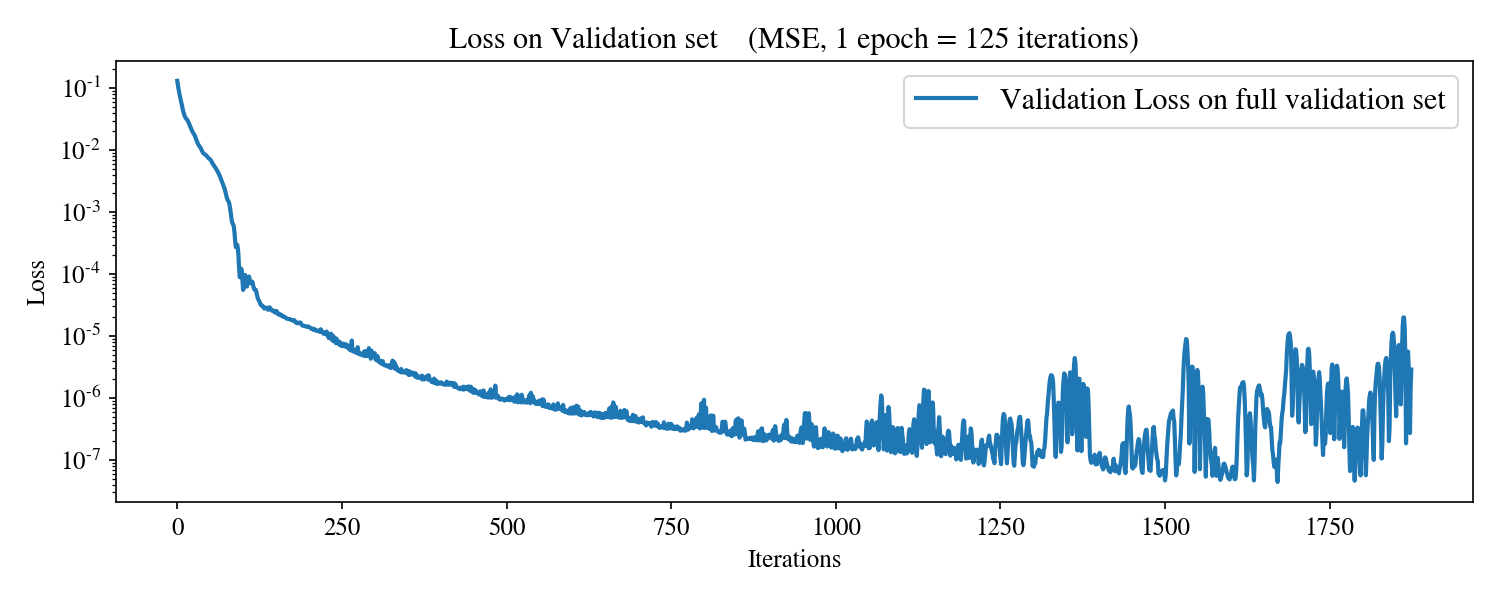 Loss on Validation set (MSE, 1 epoch = 125 iterations)
Validation Loss on full validation set
Loss
10⁻¹
10⁻²
10⁻³
10⁻⁴
10⁻⁵
10⁻⁶
10⁻⁷
0 250 500 750 1000 1250 1500 1750
Iterations